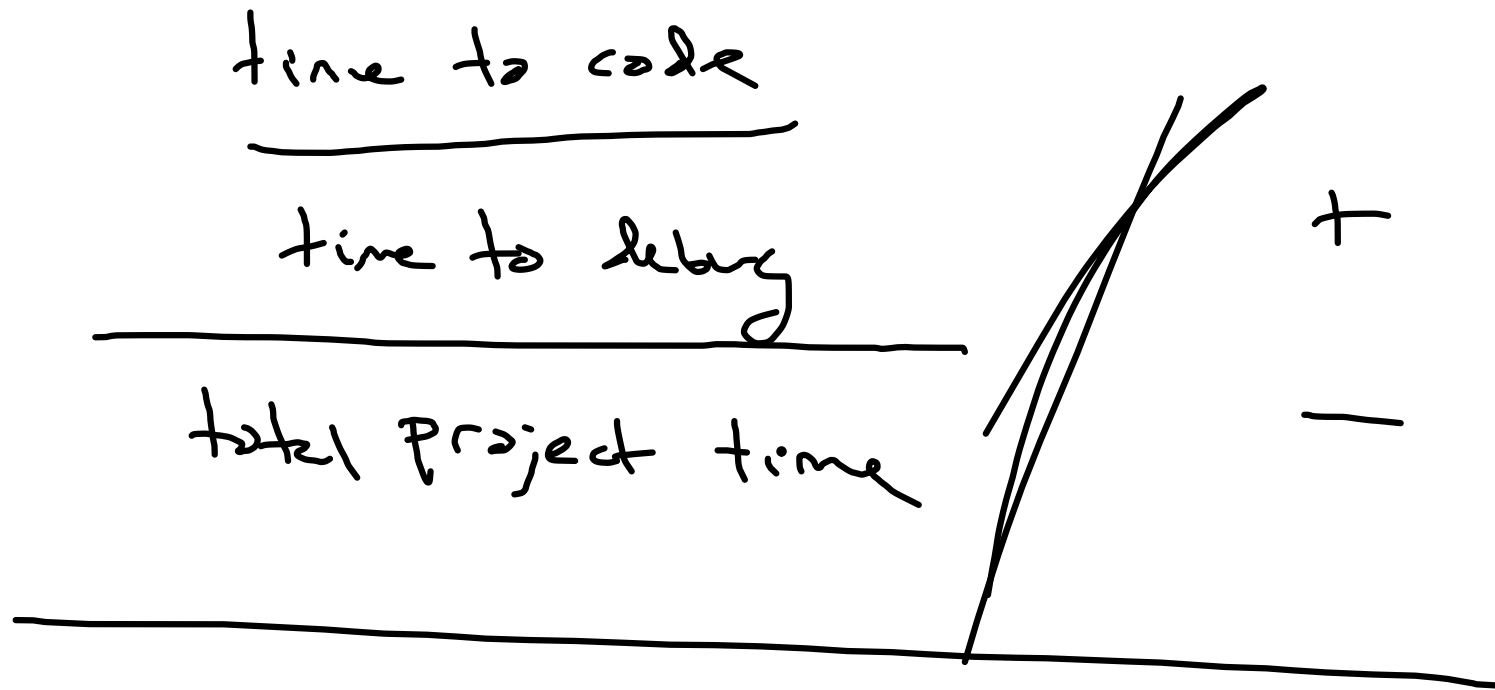 time to code
time to debug
+
total project time
-